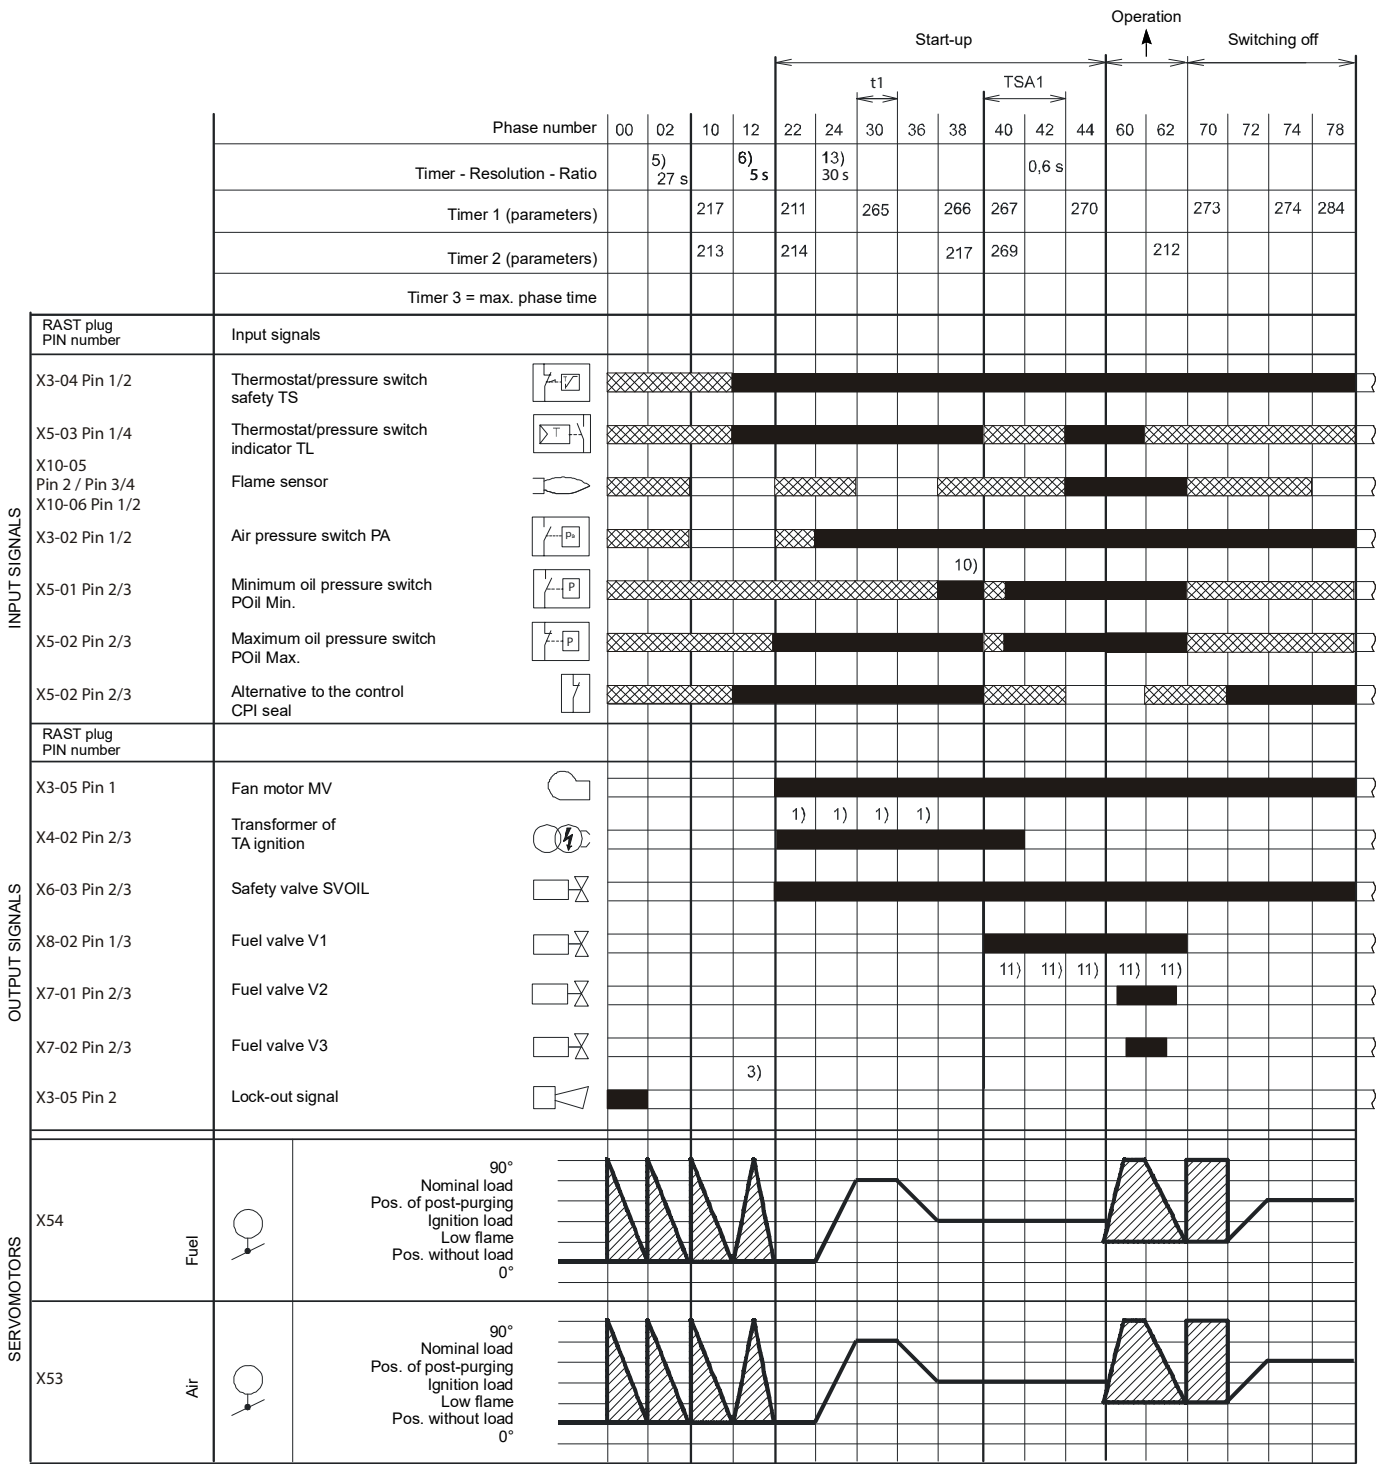 Operation
Start-up
Switching off
t1
TSA1
Phase number 00 02 10 12 22 24 30 36 38 40 42 44 60 62 70 72 74 78
5) 6) 13)
Timer - Resolution - Ratio 27 s 5 s 30 s 0,6 s
Timer 1 (parameters) 217 211 265 266 267 270 273 274 284
Timer 2 (parameters) 213 214 217 269 212
Timer 3 = max. phase time
RAST plug
PIN number
Input signals
INPUT SIGNALS
X3-04 Pin 1/2
Thermostat/pressure switch
safety TS
X5-03 Pin 1/4
Thermostat/pressure switch
indicator TL
T
X10-05
Pin 2 / Pin 3/4
X10-06 Pin 1/2
Flame sensor
X3-02 Pin 1/2
Air pressure switch PA
Pa
10)
X5-01 Pin 2/3
Minimum oil pressure switch
POil Min.
P
X5-02 Pin 2/3
Maximum oil pressure switch
POil Max.
P
X5-02 Pin 2/3
Alternative to the control
CPI seal
RAST plug
PIN number
OUTPUT SIGNALS
X3-05 Pin 1
Fan motor MV
1) 1) 1) 1)
X4-02 Pin 2/3
Transformer of
TA ignition
X6-03 Pin 2/3
Safety valve SVOIL
X8-02 Pin 1/3
Fuel valve V1
11) 11) 11) 11) 11)
X7-01 Pin 2/3
Fuel valve V2
X7-02 Pin 2/3
Fuel valve V3
3)
X3-05 Pin 2
Lock-out signal
SERVOMOTORS
X54
Fuel
90°
Nominal load
Pos. of post-purging
Ignition load
Low flame
Pos. without load
0°
X53
Air
90°
Nominal load
Pos. of post-purging
Ignition load
Low flame
Pos. without load
0°